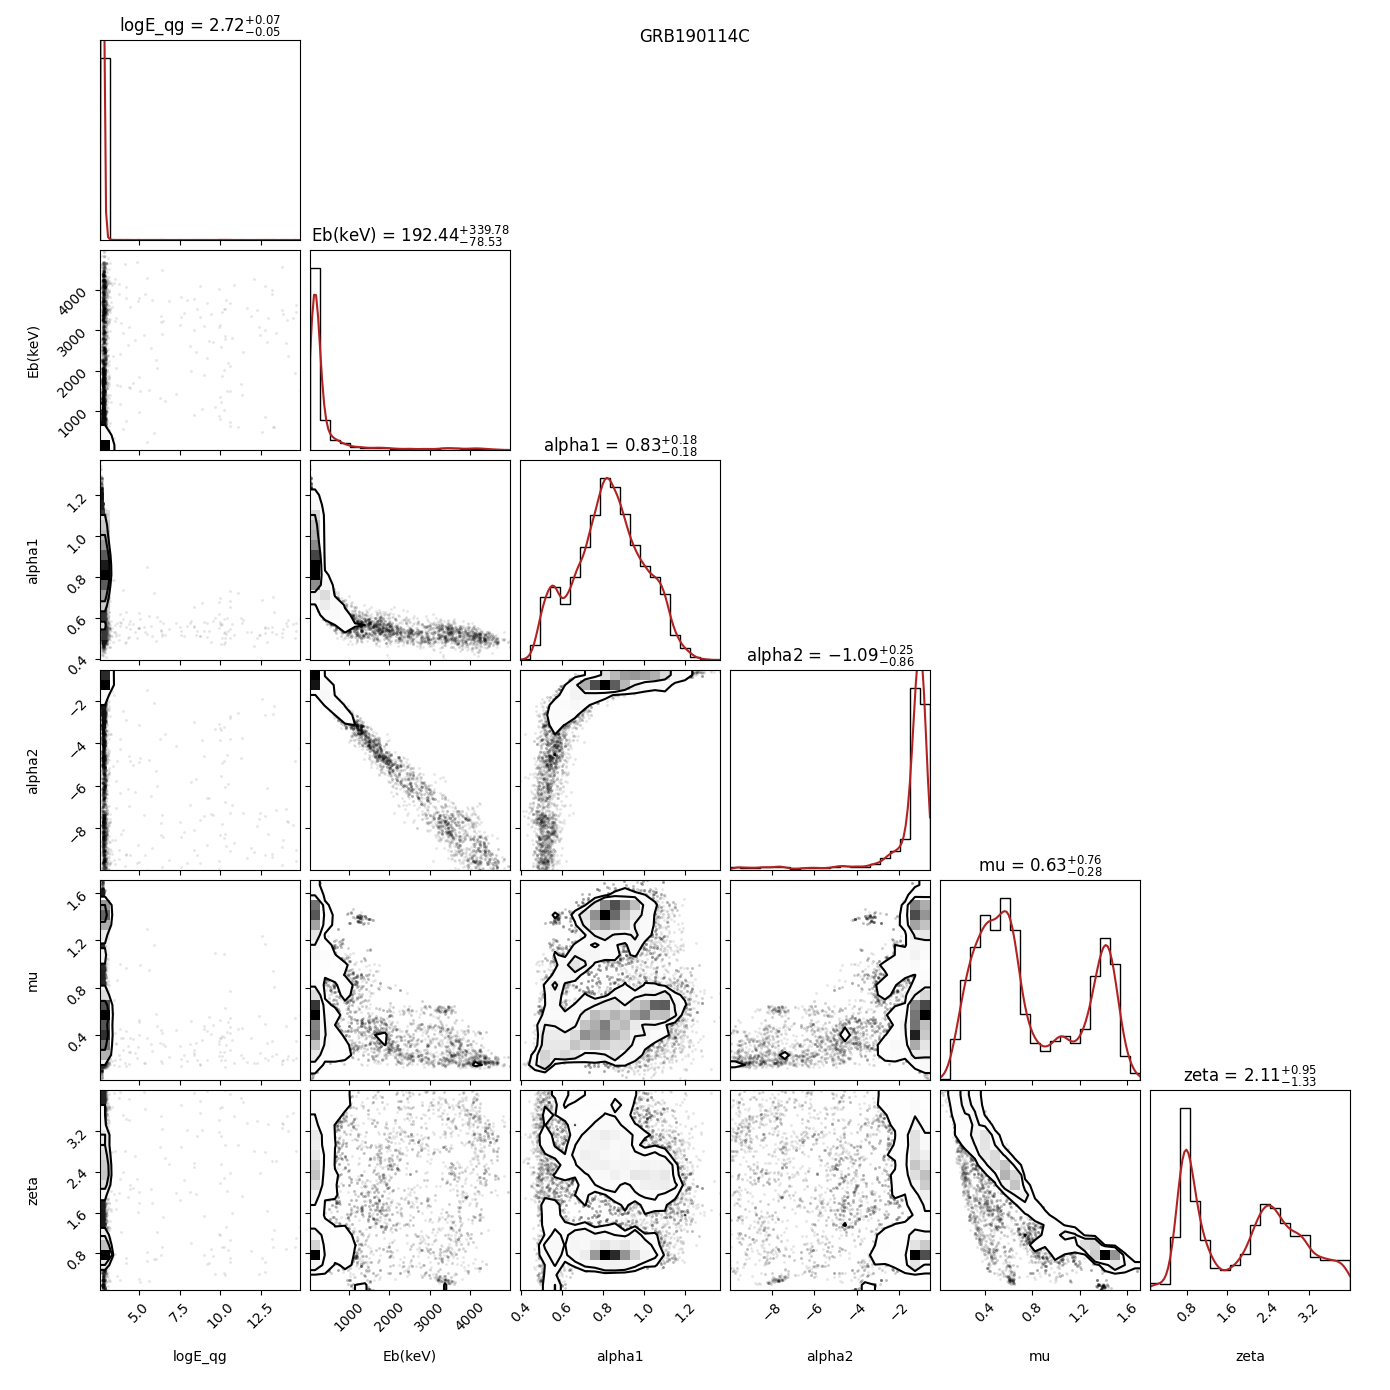 logE_qg = 2.72+0.07−0.05
GRB190114C
Eb(keV) = 192.44+339.78−78.53
4000
3000
2000
1000
Eb(keV)
alpha1 = 0.83+0.18−0.18
1.2
1.0
0.8
0.6
0.4
alpha1
alpha2 = −1.09+0.25−0.86
−2
−4
−6
−8
alpha2
mu = 0.63+0.76−0.28
1.6
1.2
0.8
0.4
mu
zeta = 2.11+0.95−1.33
3.2
2.4
1.6
0.8
zeta
5.0 7.5 10.0 12.5 1000 2000 3000 4000 0.4 0.6 0.8 1.0 1.2 −8 −6 −4 −2 0.4 0.8 1.2 1.6 0.8 1.6 2.4 3.2
logE_qg Eb(keV) alpha1 alpha2 mu zeta